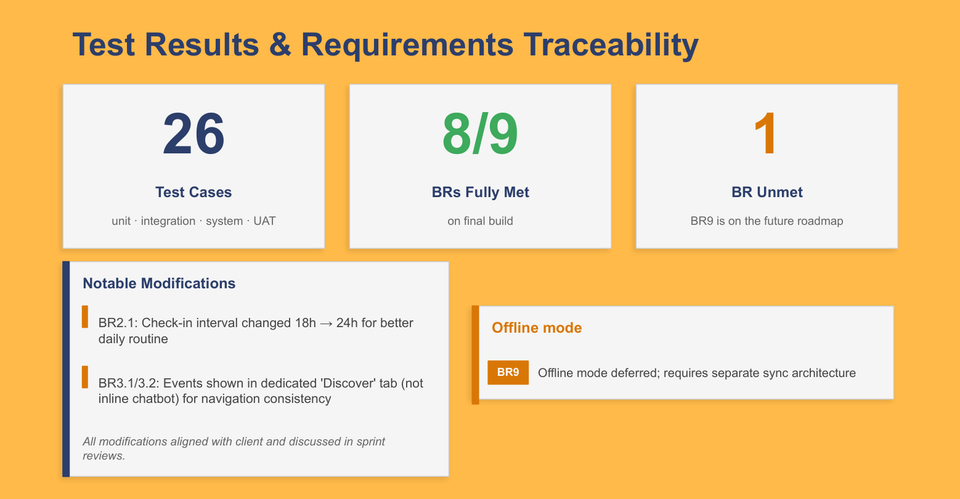 Test Results & Requirements Traceability
26
Test Cases
unit · integration · system · UAT
8/9
BRs Fully Met
on final build
1
BR Unmet
BR9 is on the future roadmap
Notable Modifications
BR2.1: Check-in interval changed 18h → 24h for better
daily routine
BR3.1/3.2: Events shown in dedicated 'Discover' tab (not
inline chatbot) for navigation consistency
All modifications aligned with client and discussed in sprint
reviews.
Offline mode
BR9 Offline mode deferred; requires separate sync architecture